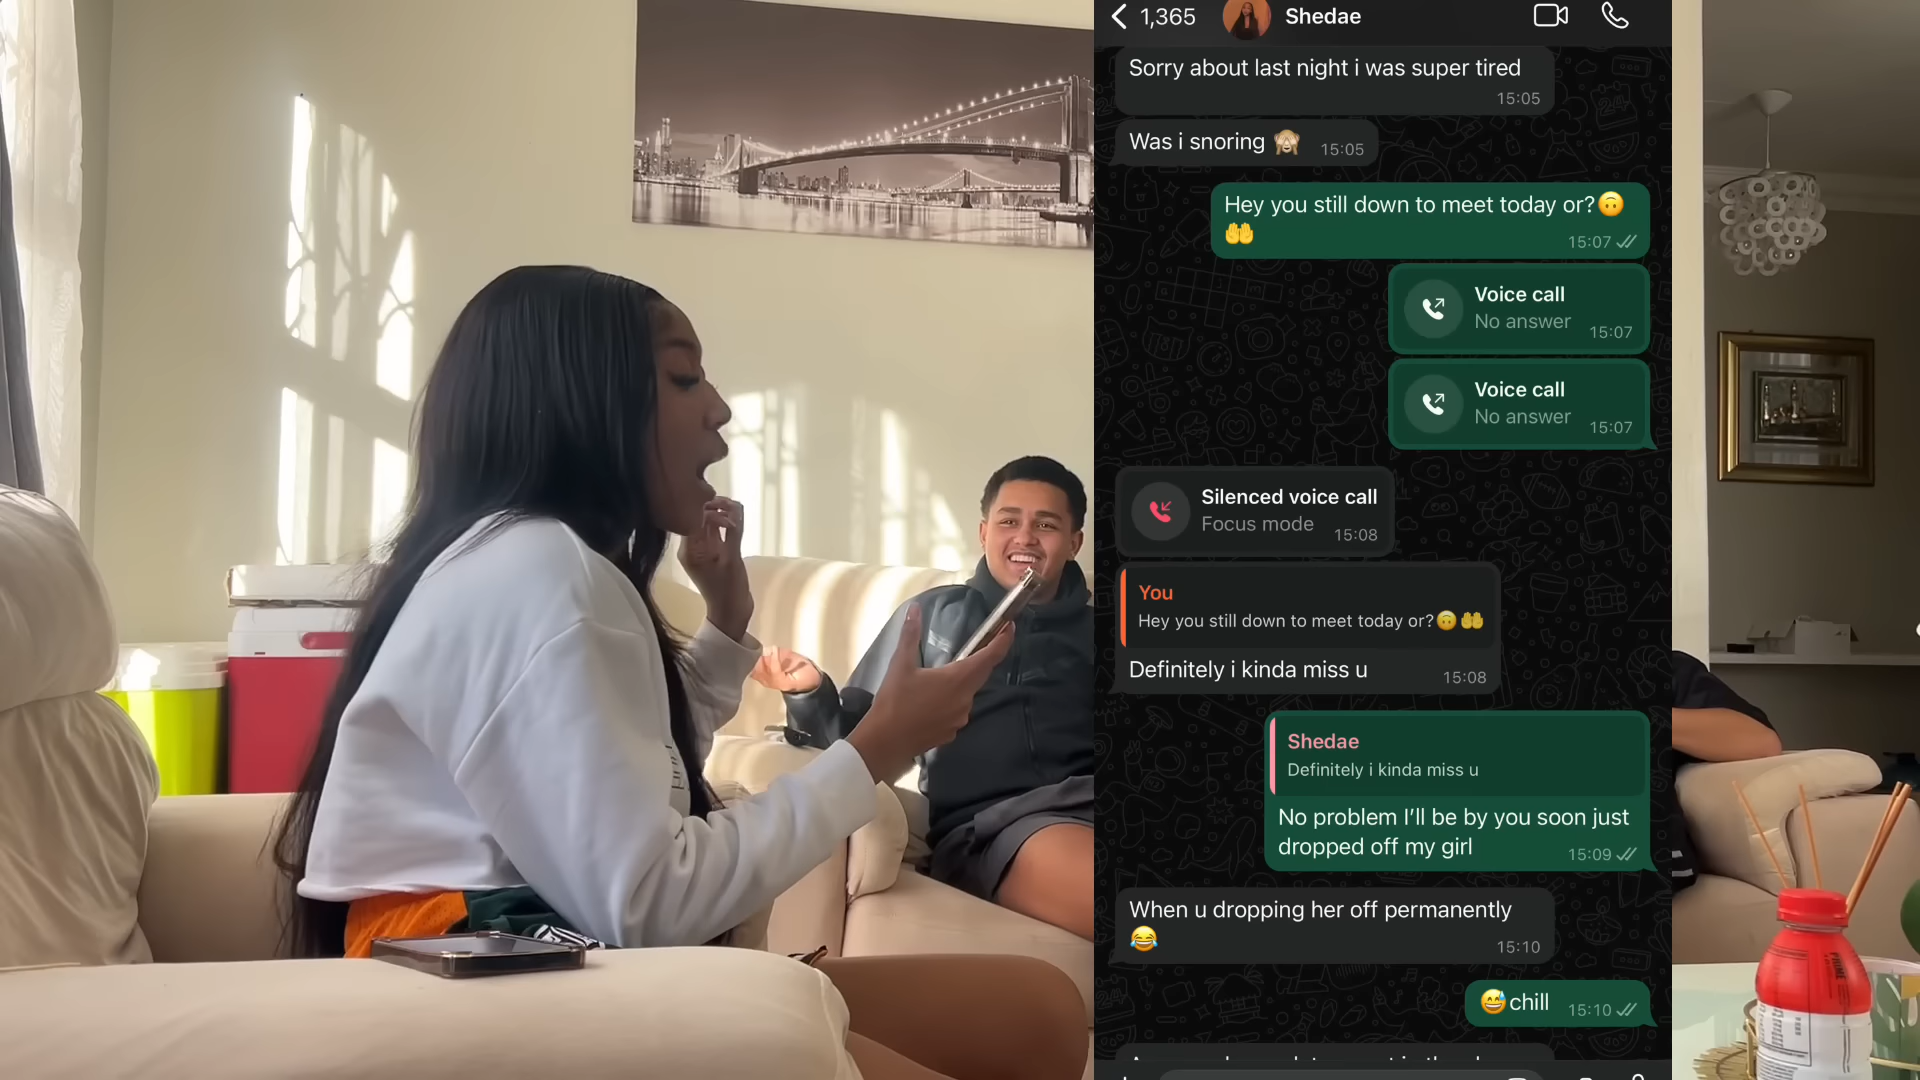 1,365
Shedae
Sorry about last night i was super tired
15:05
Was i snoring 🙈
15:05
Hey you still down to meet today or?🙃
🤲
15:07
Voice call
No answer
15:07
Voice call
No answer
15:07
Silenced voice call
Focus mode
15:08
You
Hey you still down to meet today or?🙃🤲
Definitely i kinda miss u
15:08
Shedae
Definitely i kinda miss u
No problem I’ll be by you soon just
dropped off my girl
15:09
When u dropping her off permanently
😂
15:10
😅chill
15:10
PRIME